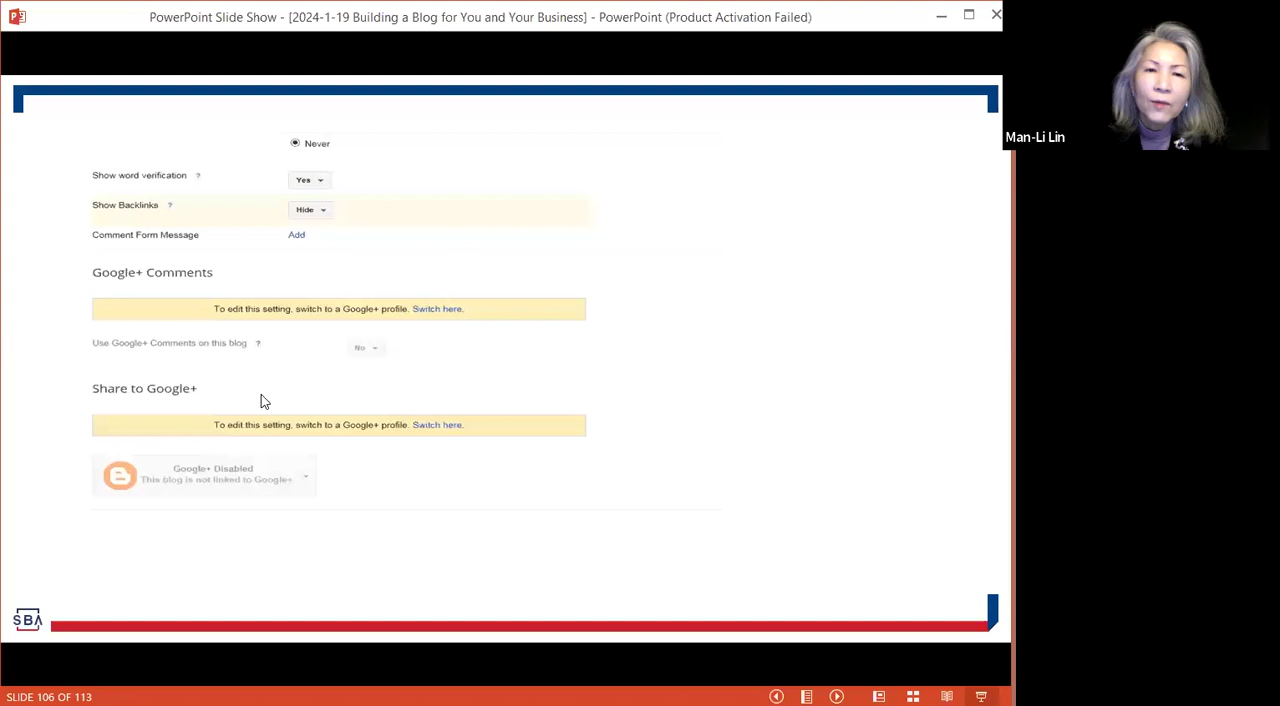 PowerPoint Slide Show - [2024-1-19 Building a Blog for You and Your Business] - PowerPoint (Product Activation Failed)
Man-Li Lin
Never
Show word verification ? Yes
Show Backlinks ? Hide
Comment Form Message Add
Google+ Comments
To edit this setting, switch to a Google+ profile. Switch here.
Use Google+ Comments on this blog ? No
Share to Google+
To edit this setting, switch to a Google+ profile. Switch here.
Google+ Disabled
This blog is not linked to Google+
SBA
SLIDE 106 OF 113